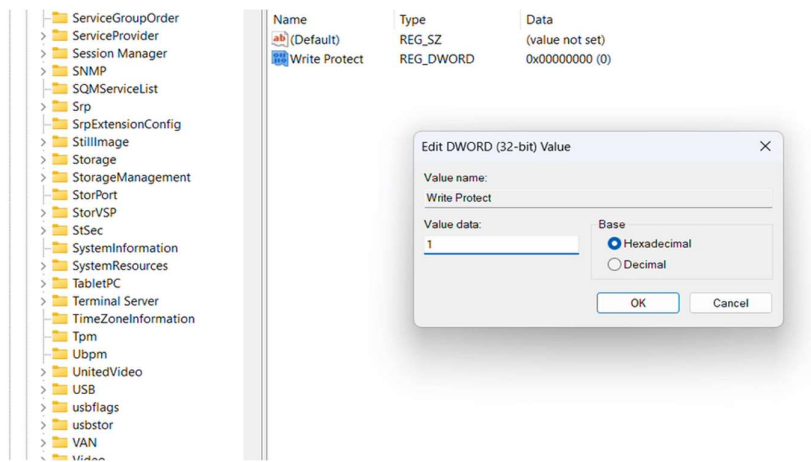 ServiceGroupOrder
ServiceProvider
Session Manager
SNMP
SQMServiceList
Srp
SrpExtensionConfig
StillImage
Storage
StorageManagement
StorPort
StorVSP
StSec
SystemInformation
SystemResources
TabletPC
Terminal Server
TimeZoneInformation
Tpm
Ubpm
UnitedVideo
USB
usbflags
usbstor
VAN
Video
Name Type Data
ab (Default) REG_SZ (value not set)
Write Protect REG_DWORD 0x00000000 (0)
Edit DWORD (32-bit) Value
Value name:
Write Protect
Value data:
1
Base
Hexadecimal
Decimal
OK Cancel